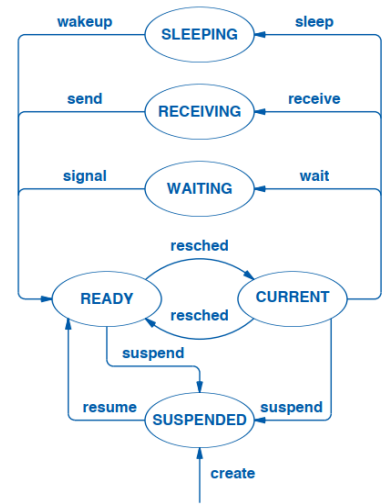 wakeup
SLEEPING
sleep
send
RECEIVING
receive
signal
WAITING
wait
resched
READY
CURRENT
resched
suspend
resume
SUSPENDED
suspend
create